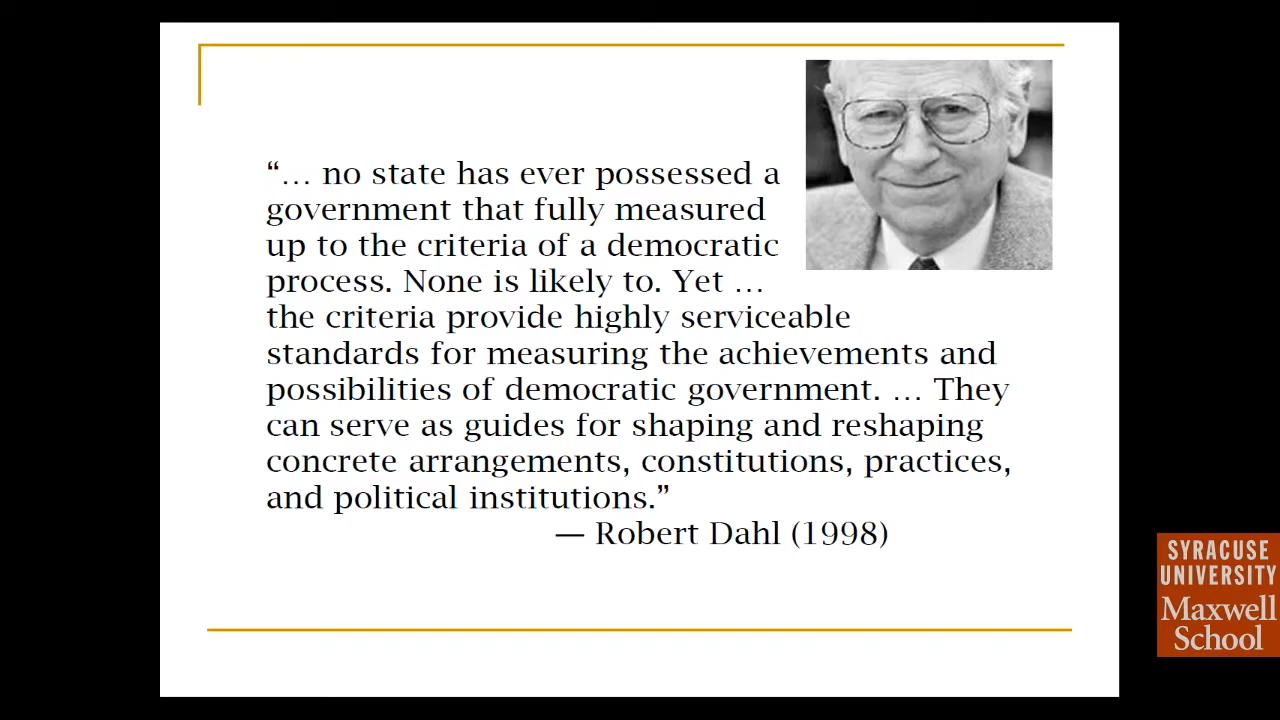 “… no state has ever possessed a
government that fully measured
up to the criteria of a democratic
process. None is likely to. Yet …
the criteria provide highly serviceable
standards for measuring the achievements and
possibilities of democratic government. … They
can serve as guides for shaping and reshaping
concrete arrangements, constitutions, practices,
and political institutions.”
— Robert Dahl (1998)
SYRACUSE
UNIVERSITY
Maxwell
School